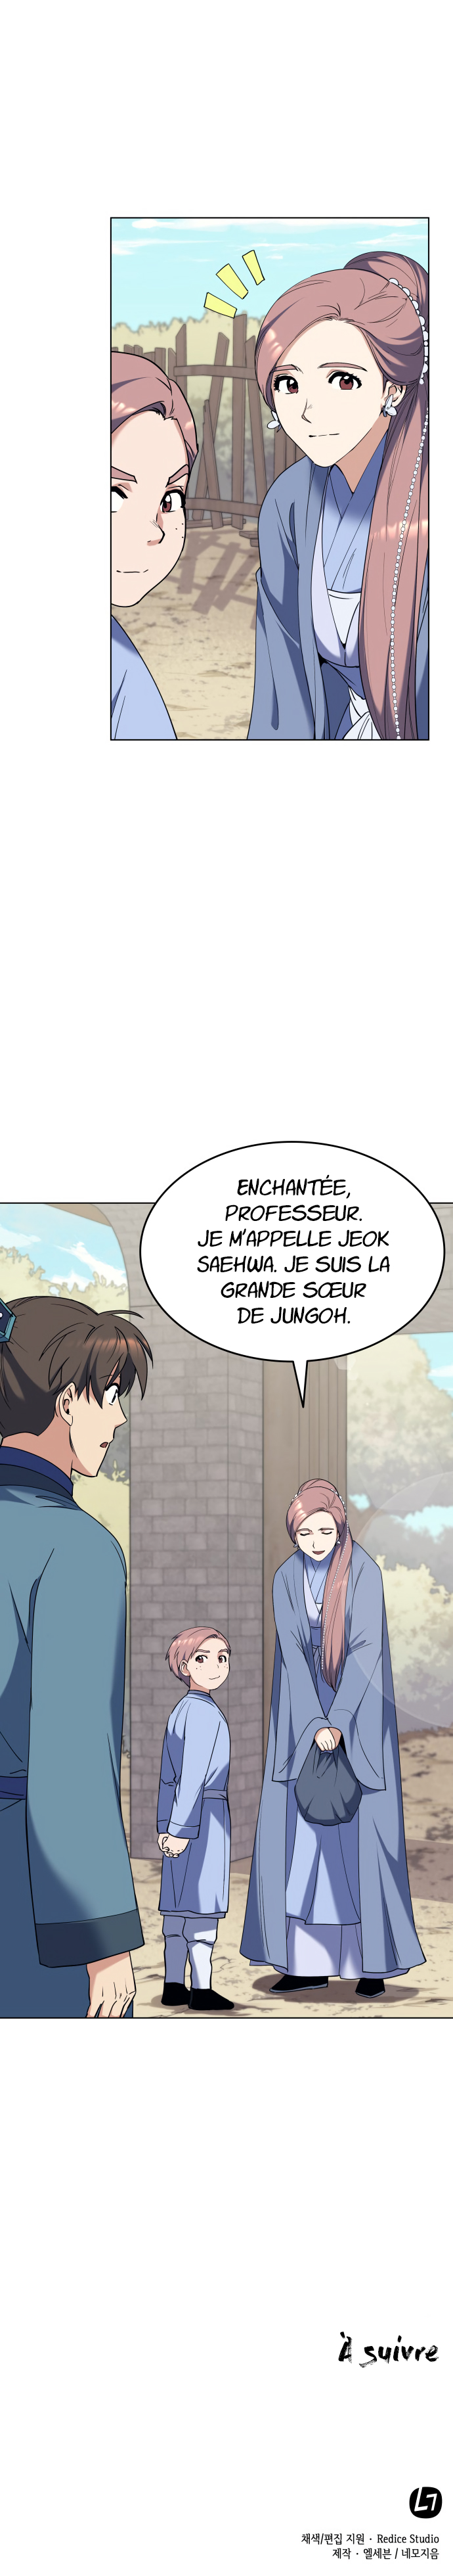 ENCHANTÉE,
PROFESSEUR.
JE M'APPELLE JEOK
SAEHWA. JE SUIS LA
GRANDE SŒUR
DE JUNGOH.
À suivre
채색/편집 지원 · Redice Studio
제작 · 엘세븐 / 네모지음